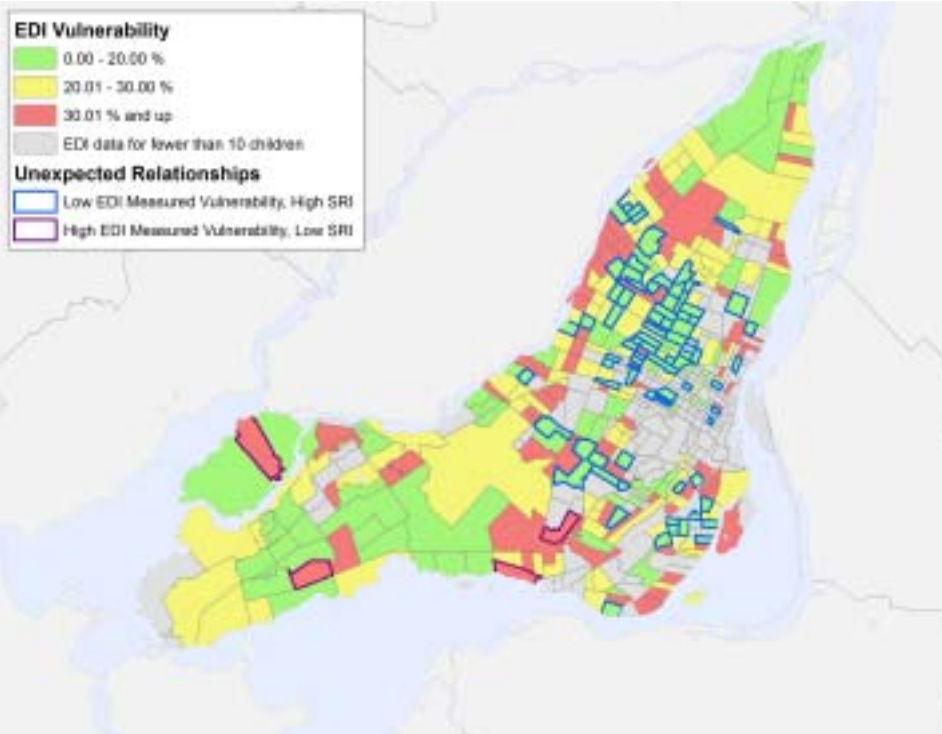 EDI Vulnerability
0.00 - 20.00 %
20.01 - 30.00 %
30.01 % and up
EDI data for fewer than 10 children
Unexpected Relationships
Low EDI Measured Vulnerability, High SRI
High EDI Measured Vulnerability, Low SRI